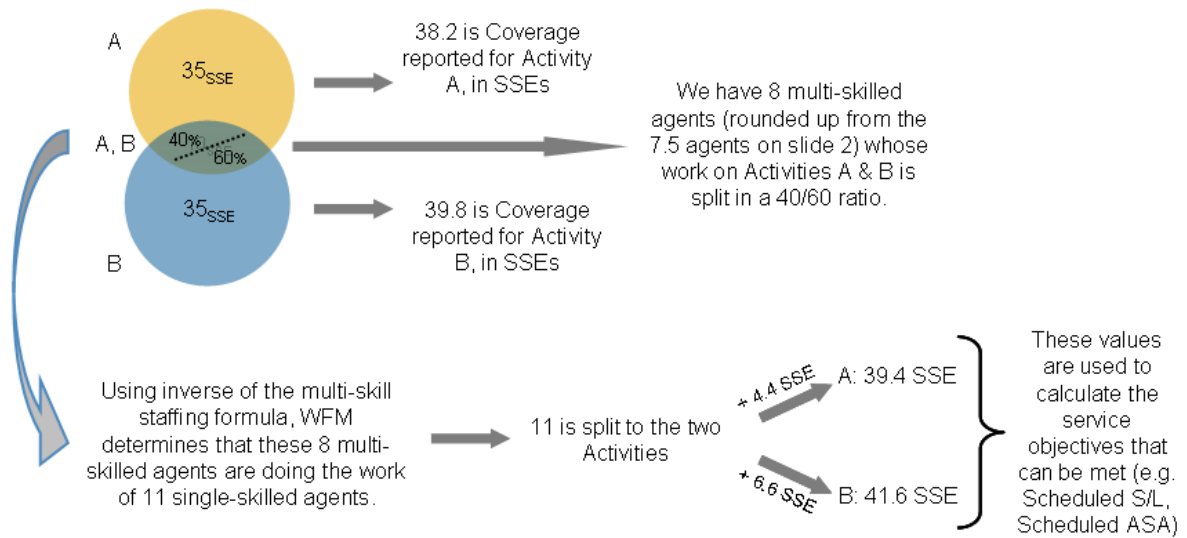 A
35SSE
A, B
40%
60%
35SSE
B
38.2 is Coverage
reported for Activity
A, in SSEs
39.8 is Coverage
reported for Activity
B, in SSEs
We have 8 multi-skilled
agents (rounded up from the
7.5 agents on slide 2) whose
work on Activities A & B is
split in a 40/60 ratio.
Using inverse of the multi-skill
staffing formula, WFM
determines that these 8 multi-
skilled agents are doing the work
of 11 single-skilled agents.
11 is split to the two
Activities
+ 4.4 SSE
+ 6.6 SSE
A: 39.4 SSE
B: 41.6 SSE
These values
are used to
calculate the
service
objectives that
can be met (e.g.
Scheduled S/L,
Scheduled ASA)